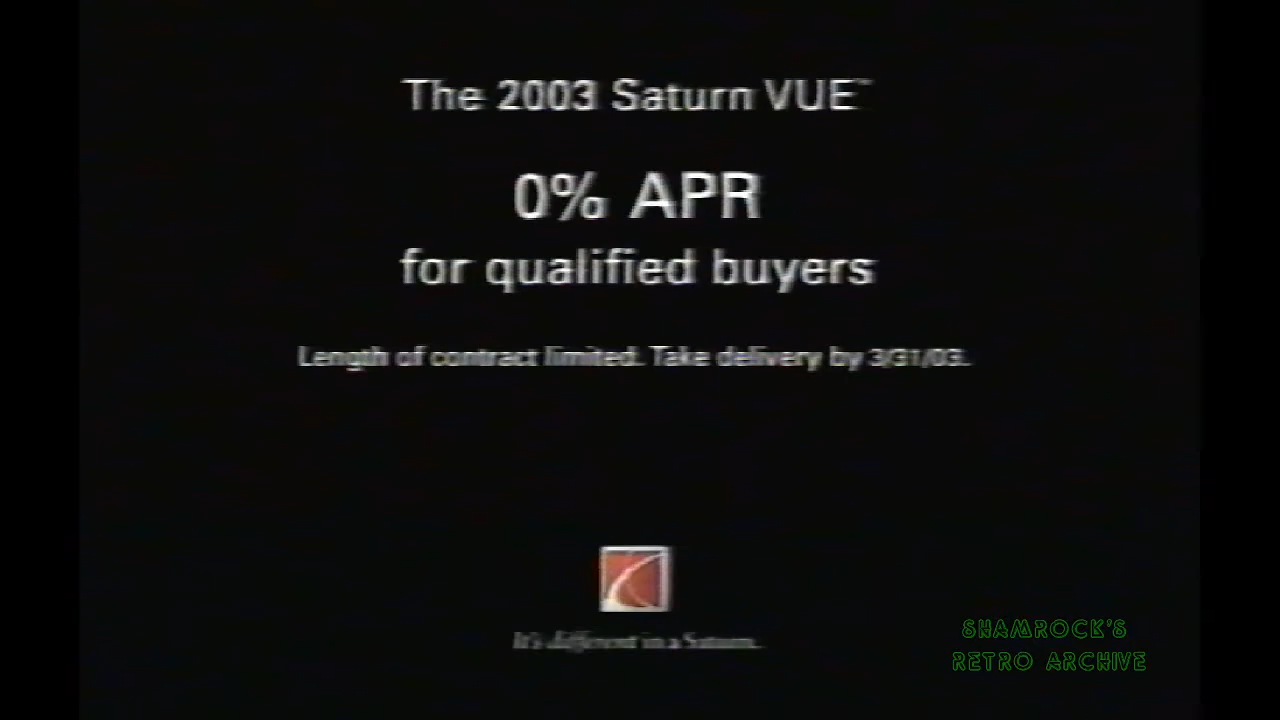 The 2003 Saturn VUE™
0% APR
for qualified buyers
Length of contract limited. Take delivery by 3/31/03.
It's different in a Saturn.
SHAMROCK'S
RETRO ARCHIVE